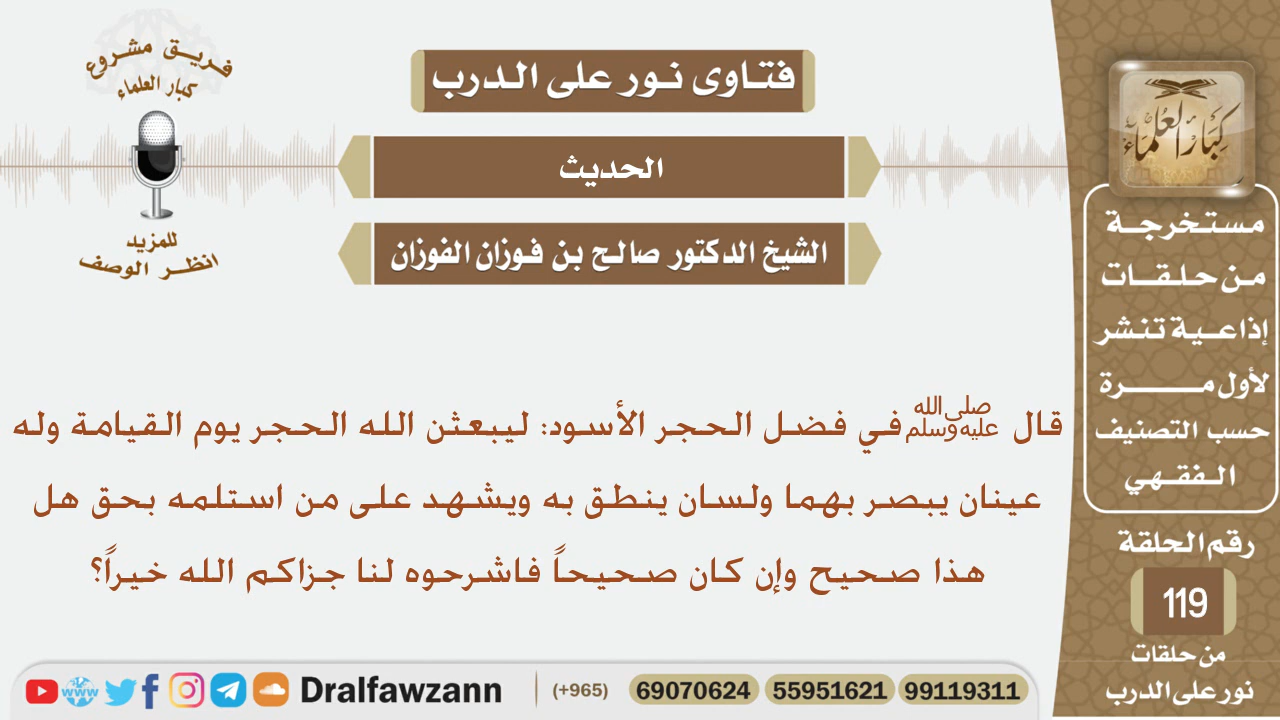 فريق مشروع
كبار العلماء
للمزيد
انظر الوصف
فتاوى نور على الدرب
الحديث
الشيخ الدكتور صالح بن فوزان الفوزان
قال ﷺ في فضل الحجر الأسود: ليبعثن الله الحجر يوم القيامة وله
عينان يبصر بهما ولسان ينطق به ويشهد على من استلمه بحق هل
هذا صحيح وإن كان صحيحاً فاشرحوه لنا جزاكم الله خيراً؟
كِبَارُ العُلَمَاء
مستخرجة
من حلقات
إذاعية تنشر
لأول مرة
حسب التصنيف
الفقهي
رقم الحلقة
119
من حلقات
نور على الدرب
www Dralfawzann (+965) 69070624 55951621 99119311